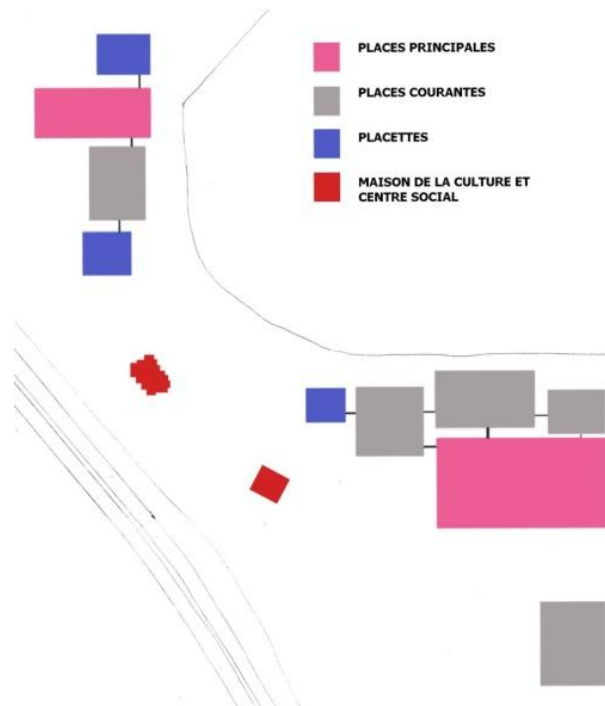 PLACES PRINCIPALES
PLACES COURANTES
PLACETTES
MAISON DE LA CULTURE ET
CENTRE SOCIAL